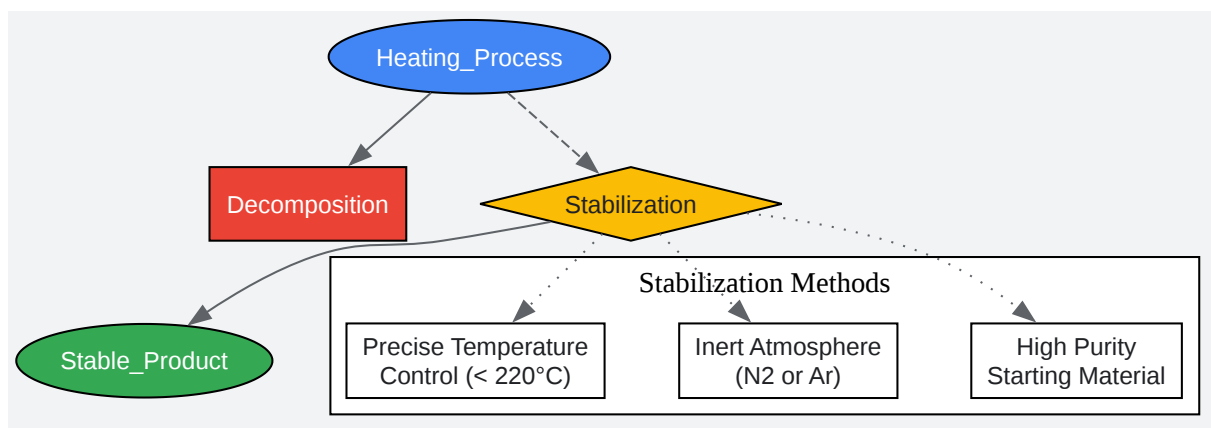 Heating_Process
Decomposition
Stabilization
Stabilization Methods
Stable_Product
Precise Temperature
Control (< 220°C)
Inert Atmosphere
(N2 or Ar)
High Purity
Starting Material